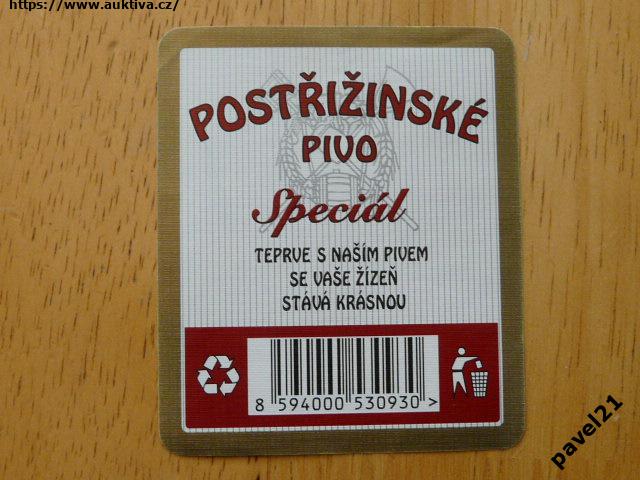 https://www.auktiva.cz/
POSTŘIŽINSKÉ
PIVO
Speciál
TEPRVE S NAŠÍM PIVEM
SE VAŠE ŽÍZEŇ
STÁVÁ KRÁSNOU
8 594000 530930 >
pavel21